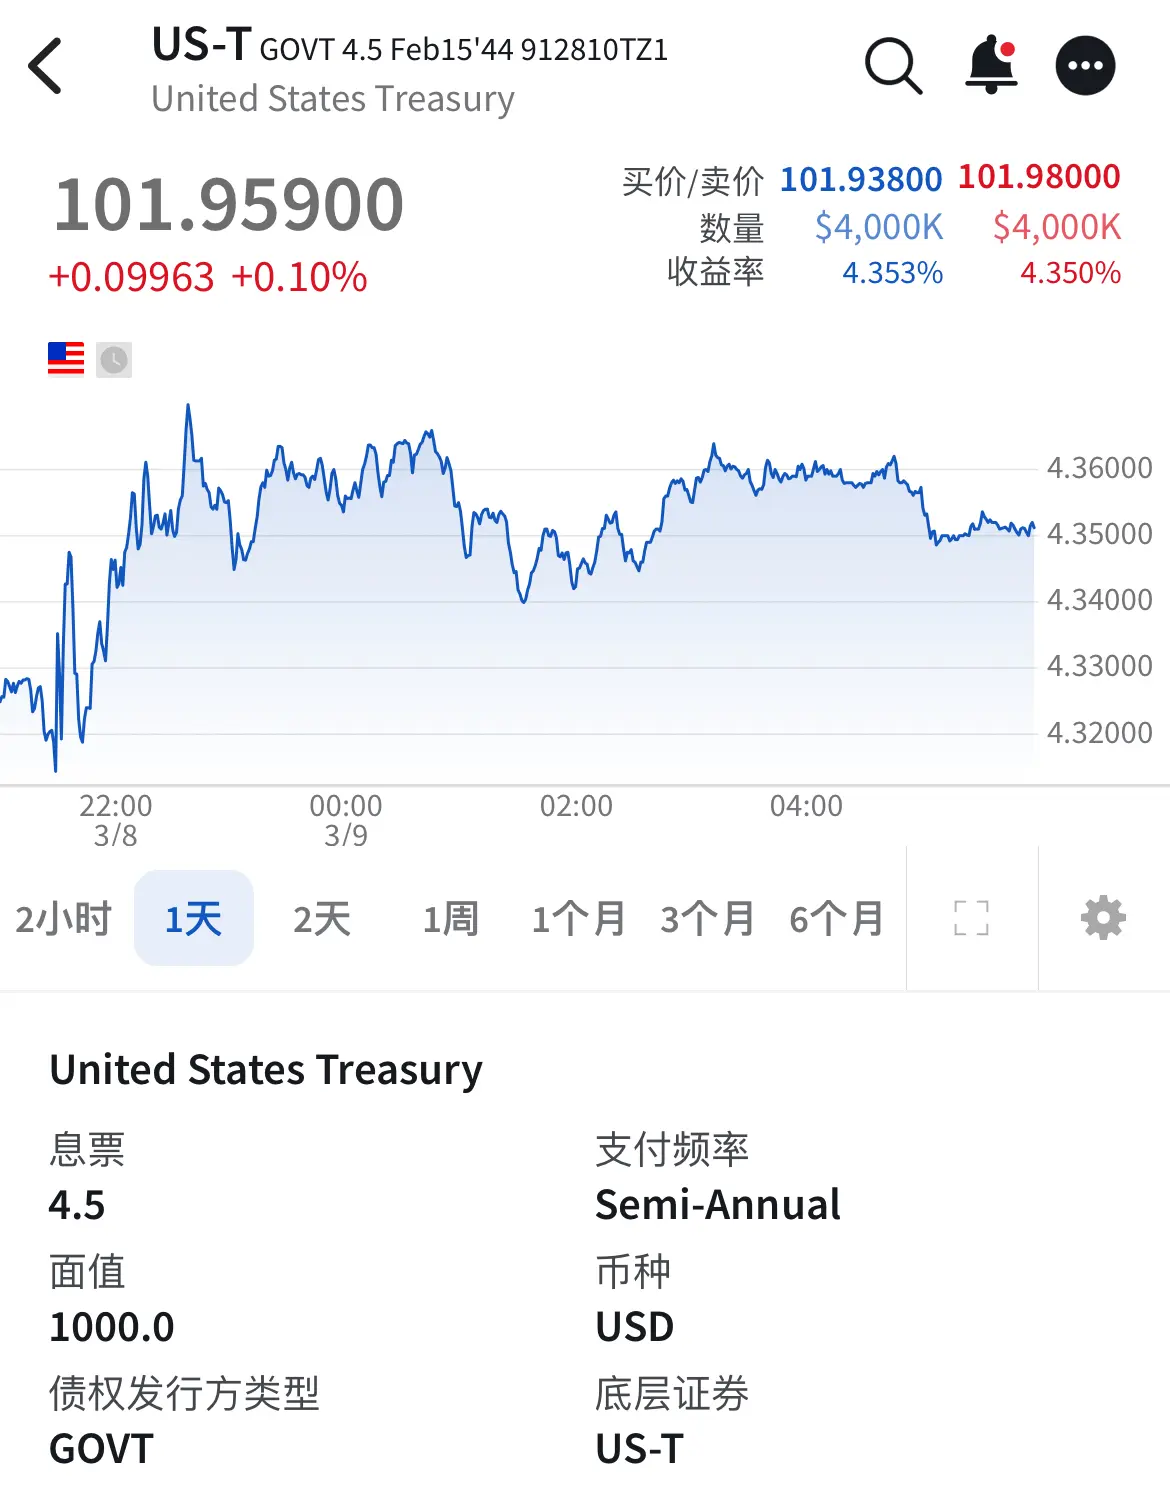 US-T GOVT 4.5 Feb15'44 912810TZ1
United States Treasury
101.95900
+0.09963 +0.10%
买价/卖价 101.93800 101.98000
数量 $4,000K $4,000K
收益率 4.353% 4.350%
4.36000
4.35000
4.34000
4.33000
4.32000
22:00 00:00 02:00 04:00
3/8 3/9
2小时 1天 2天 1周 1个月 3个月 6个月
United States Treasury
息票 支付频率
4.5 Semi-Annual
面值 币种
1000.0 USD
债权发行方类型 底层证券
GOVT US-T